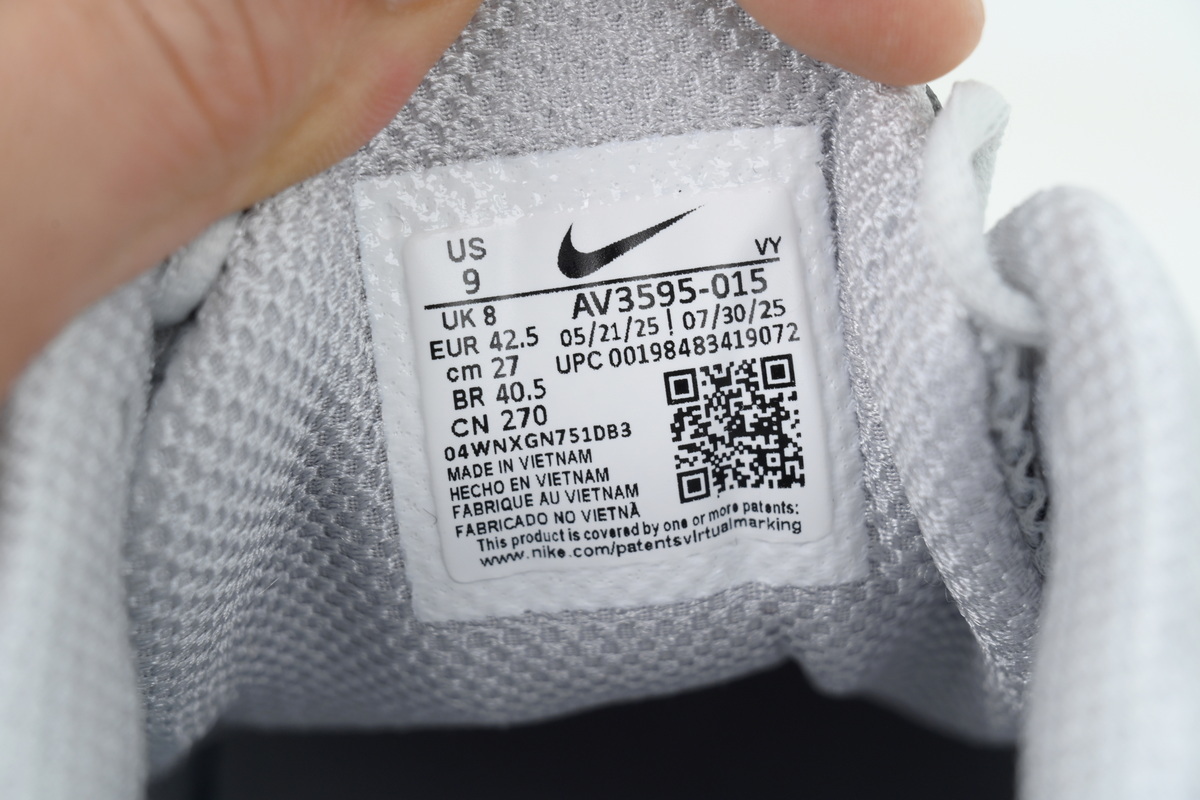 US
9
VY
UK 8
AV3595-015
EUR 42.5
05/21/25 | 07/30/25
cm 27
UPC 00198483419072
BR 40.5
CN 270
04WNXGN751DB3
MADE IN VIETNAM
HECHO EN VIETNAM
FABRIQUE AU VIETNAM
FABRICADO NO VIETNÃ
This product is covered by one or more patents:
www.nike.com/patentsvirtualmarking